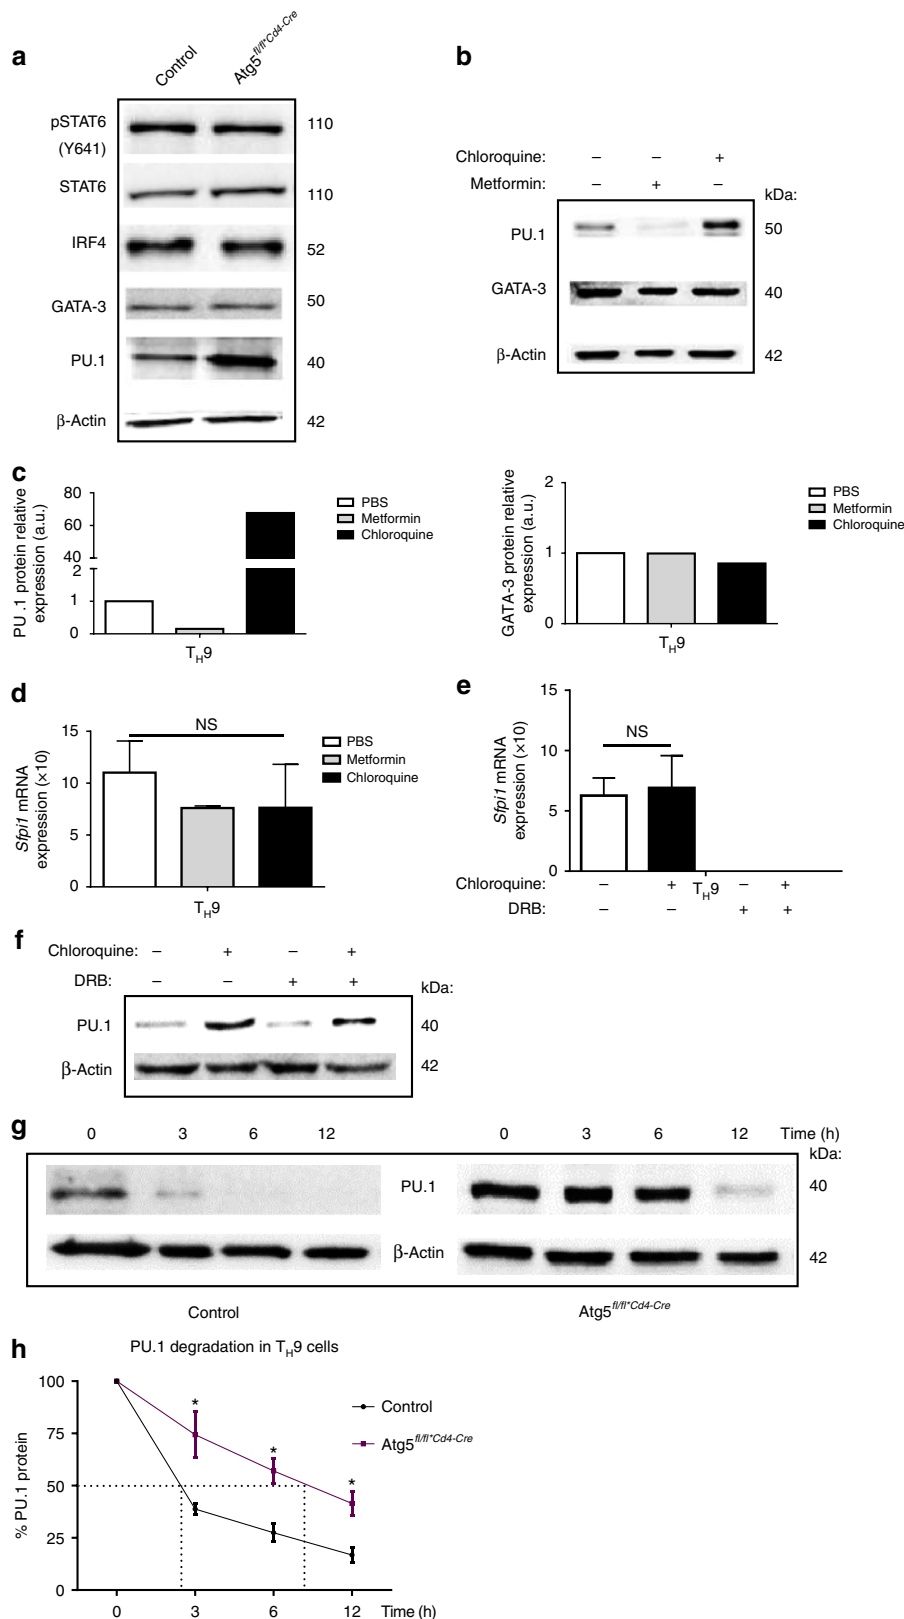 a
Control
Atg5fl/fl*Cd4-Cre
pSTAT6
(Y641)
110
STAT6
110
IRF4
52
GATA-3
50
PU.1
40
β-Actin
42
b
Chloroquine: – – +
Metformin: – + –
kDa:
PU.1
50
GATA-3
40
β-Actin
42
c
PU .1 protein relative
expression (a.u.)
80
60
40
2
1
0
TH9
PBS
Metformin
Chloroquine
GATA-3 protein relative
expression (a.u.)
2
1
0
TH9
PBS
Metformin
Chloroquine
d
Sfpi1 mRNA
expression (×10)
15
10
5
0
NS
TH9
PBS
Metformin
Chloroquine
e
Sfpi1 mRNA
expression (×10)
15
10
5
0
NS
Chloroquine: – + TH9 – +
DRB: – – + +
f
Chloroquine: – + – +
DRB: – – + +
kDa:
PU.1
40
β-Actin
42
g
0 3 6 12 0 3 6 12 Time (h)
kDa:
PU.1
40
β-Actin
42
Control
Atg5fl/fl*Cd4-Cre
h
PU.1 degradation in TH9 cells
% PU.1 protein
100
75
50
25
0
*
*
*
Control
Atg5fl/fl*Cd4-Cre
0 3 6 12 Time (h)